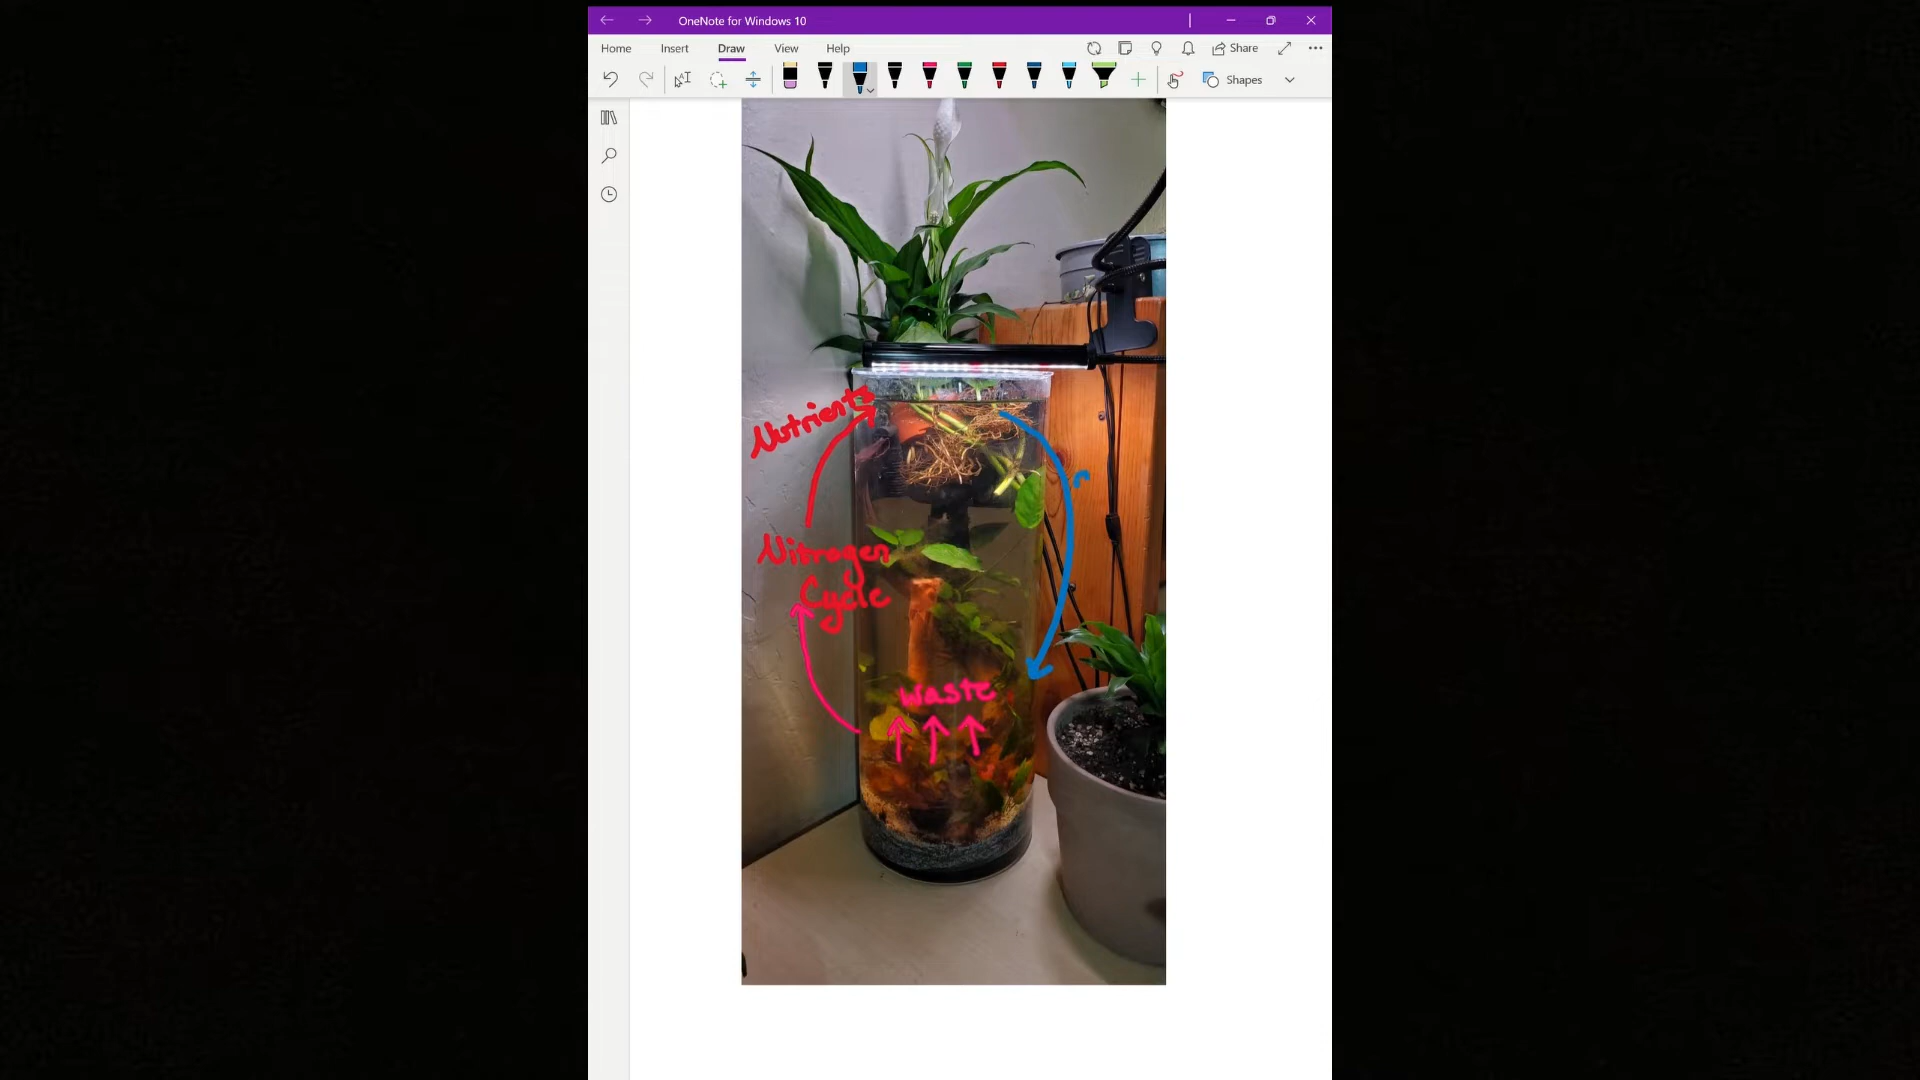 OneNote for Windows 10
Home Insert Draw View Help
Share
Shapes
Nutrients
Nitrogen
Cycle
waste